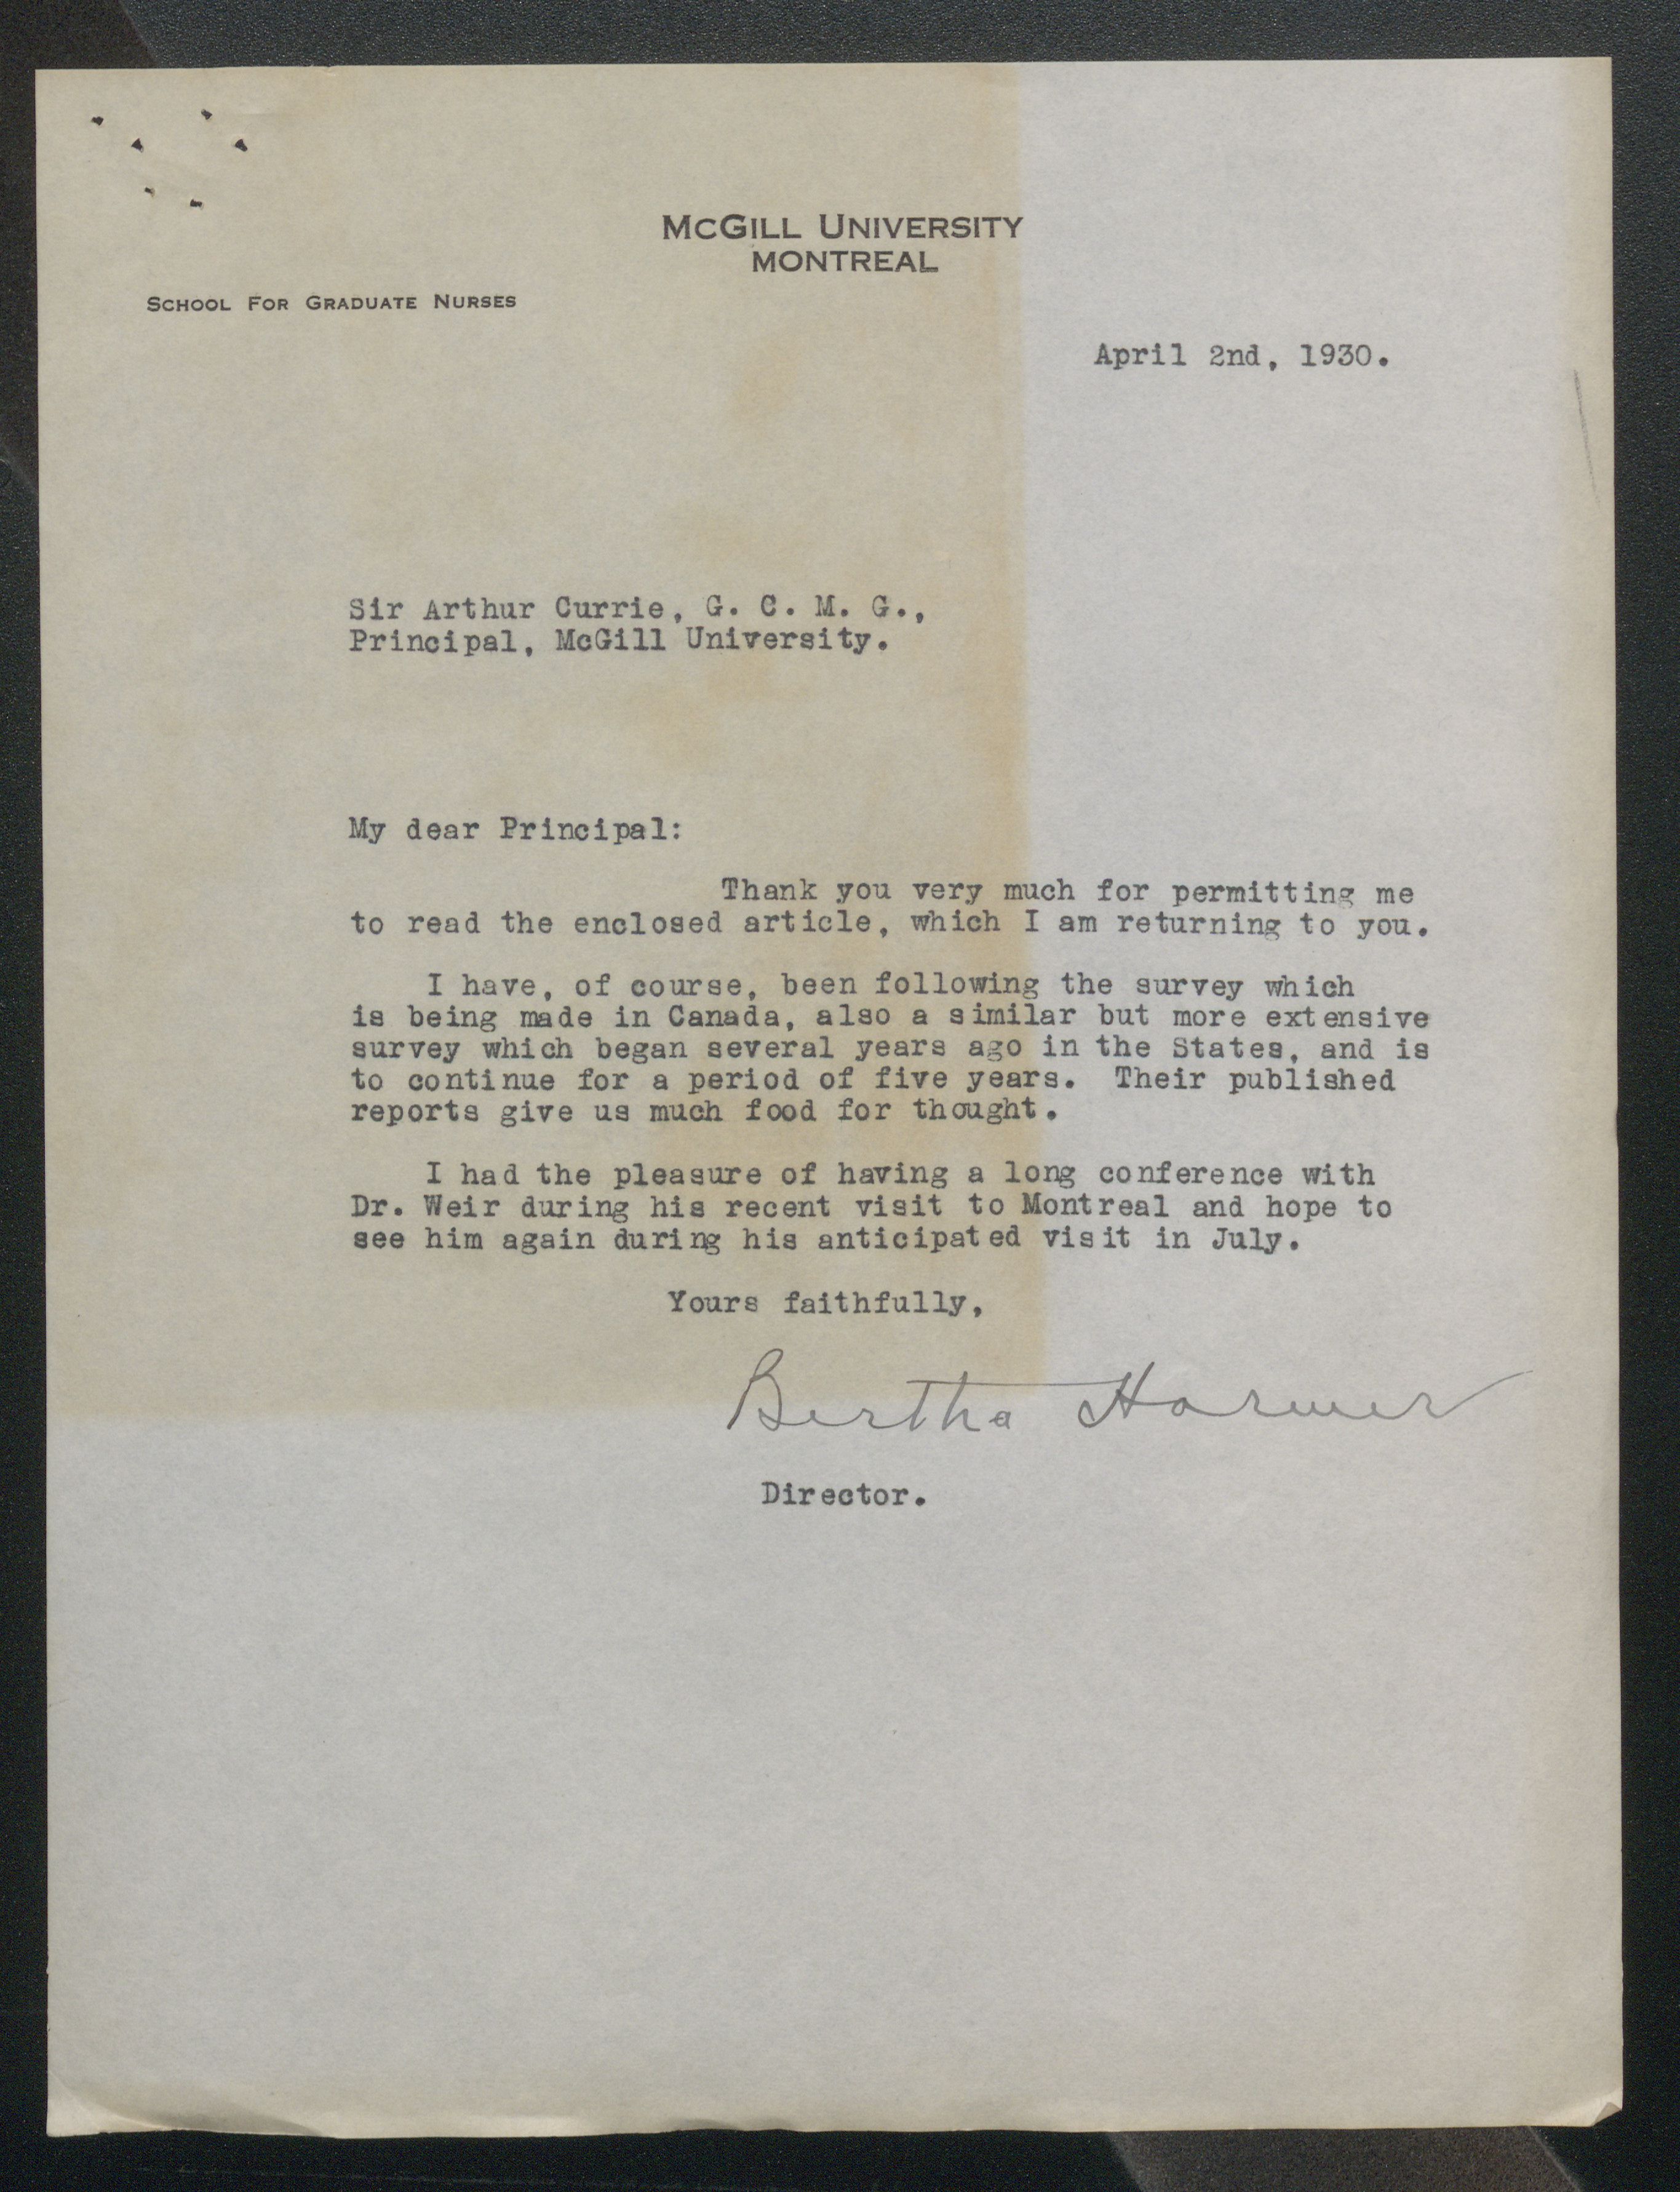 McGill University
MONTREAL
School For Graduate Nurses
April 2nd, 1930.
Sir Arthur Currie, G. C. M. G.,
Principal, McGill University.
My dear Principal:
Thank you very much for permitting me
to read the enclosed article, which I am returning to you.
I have, of course, been following the survey which
is being made in Canada, also a similar but more extensive
survey which began several years ago in the States, and is
to continue for a period of five years. Their published
reports give us much food for thought.
I had the pleasure of having a long conference with
Dr. Weir during his recent visit to Montreal and hope to
see him again during his anticipated visit in July.
Yours faithfully,
Bertha Harmer
Director.